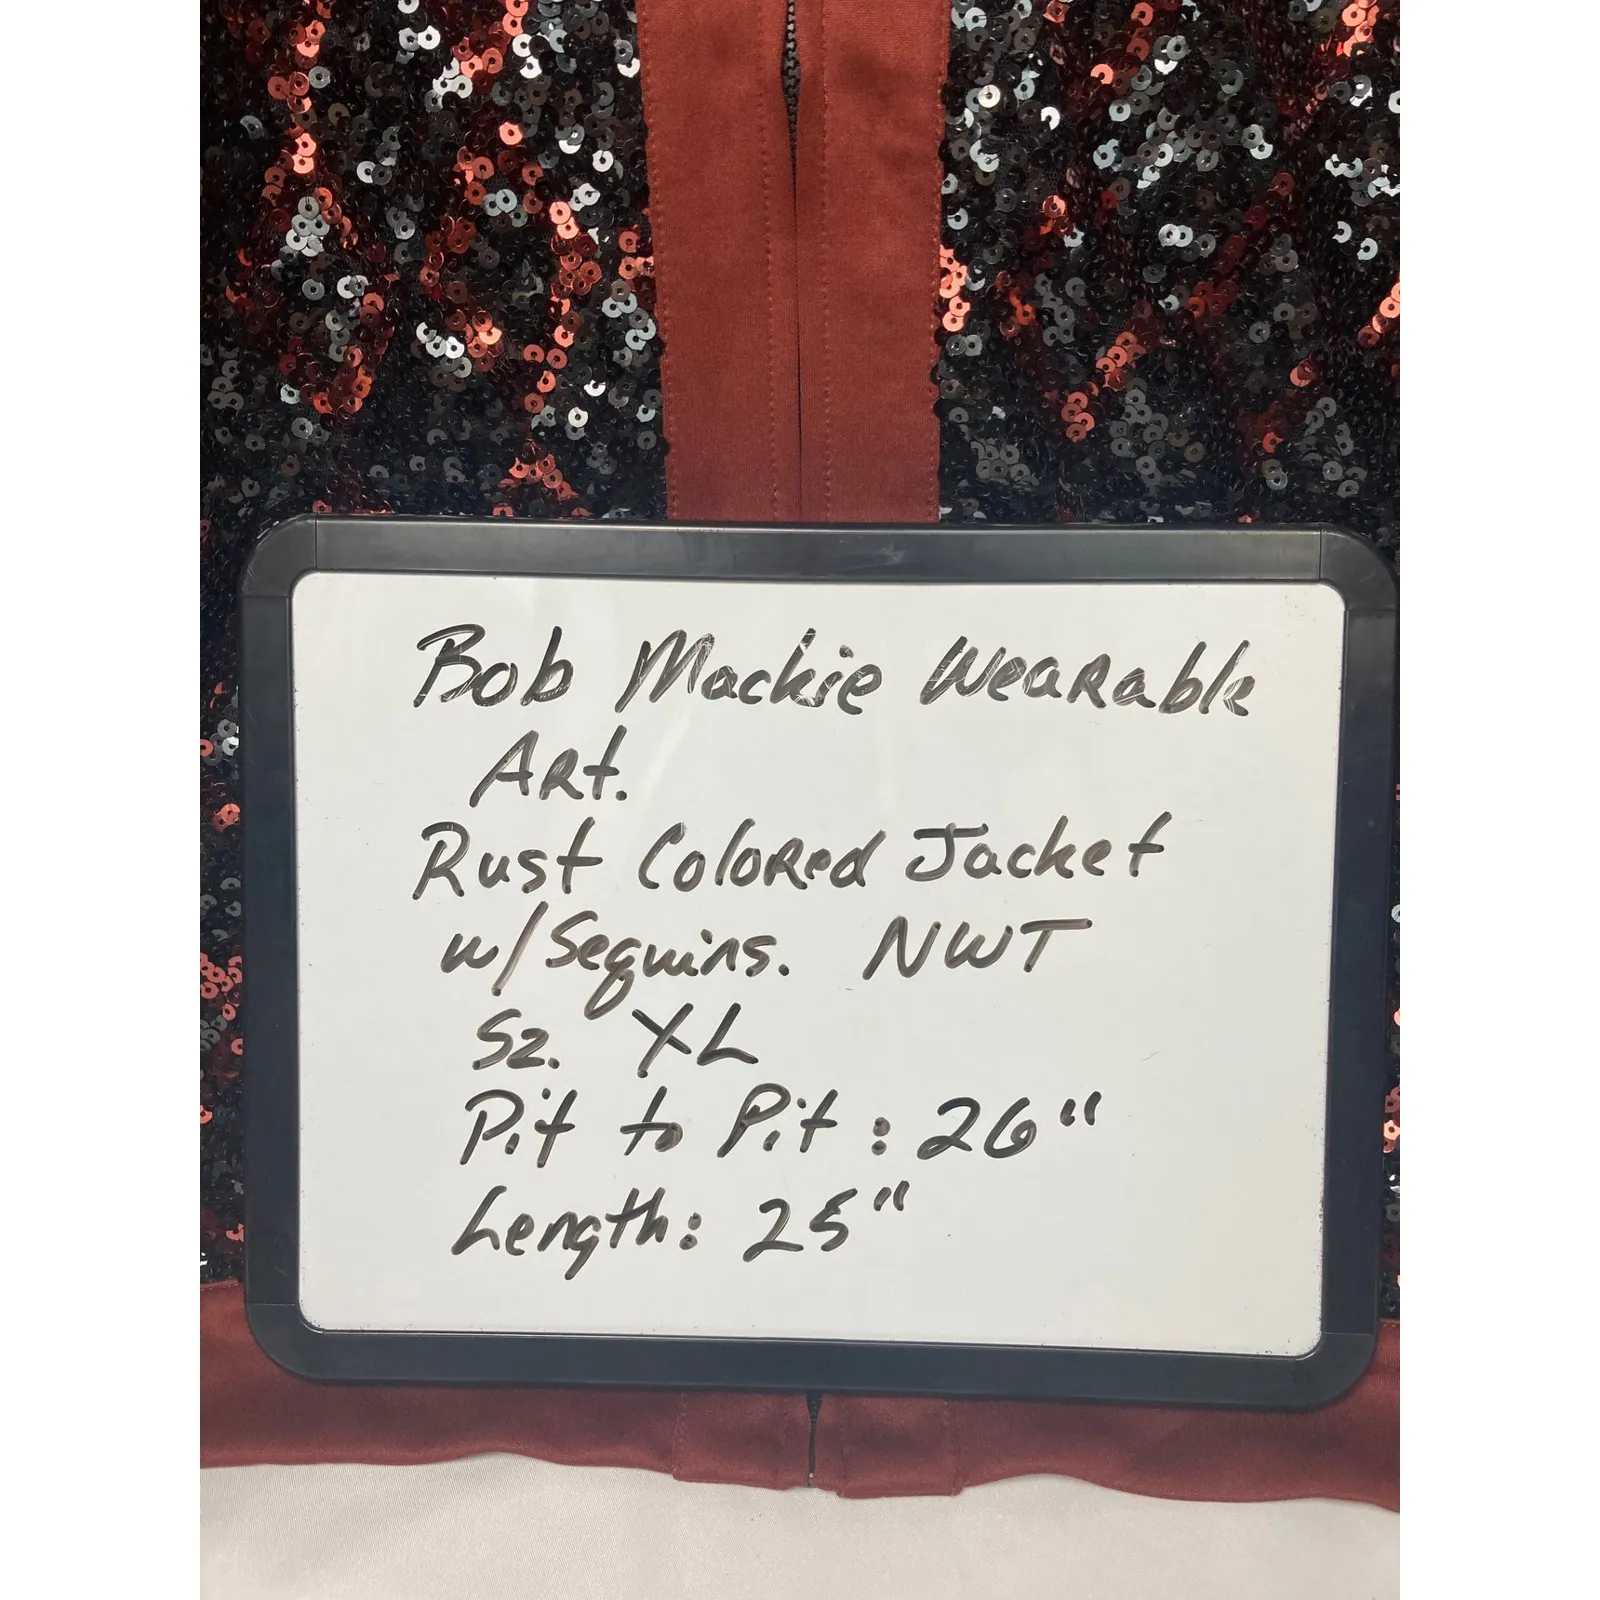 Bob Mackie Wearable
Art.
Rust Colored Jacket
w/Sequins. NWT
Sz. XL
Pit to Pit: 26"
Length: 25"